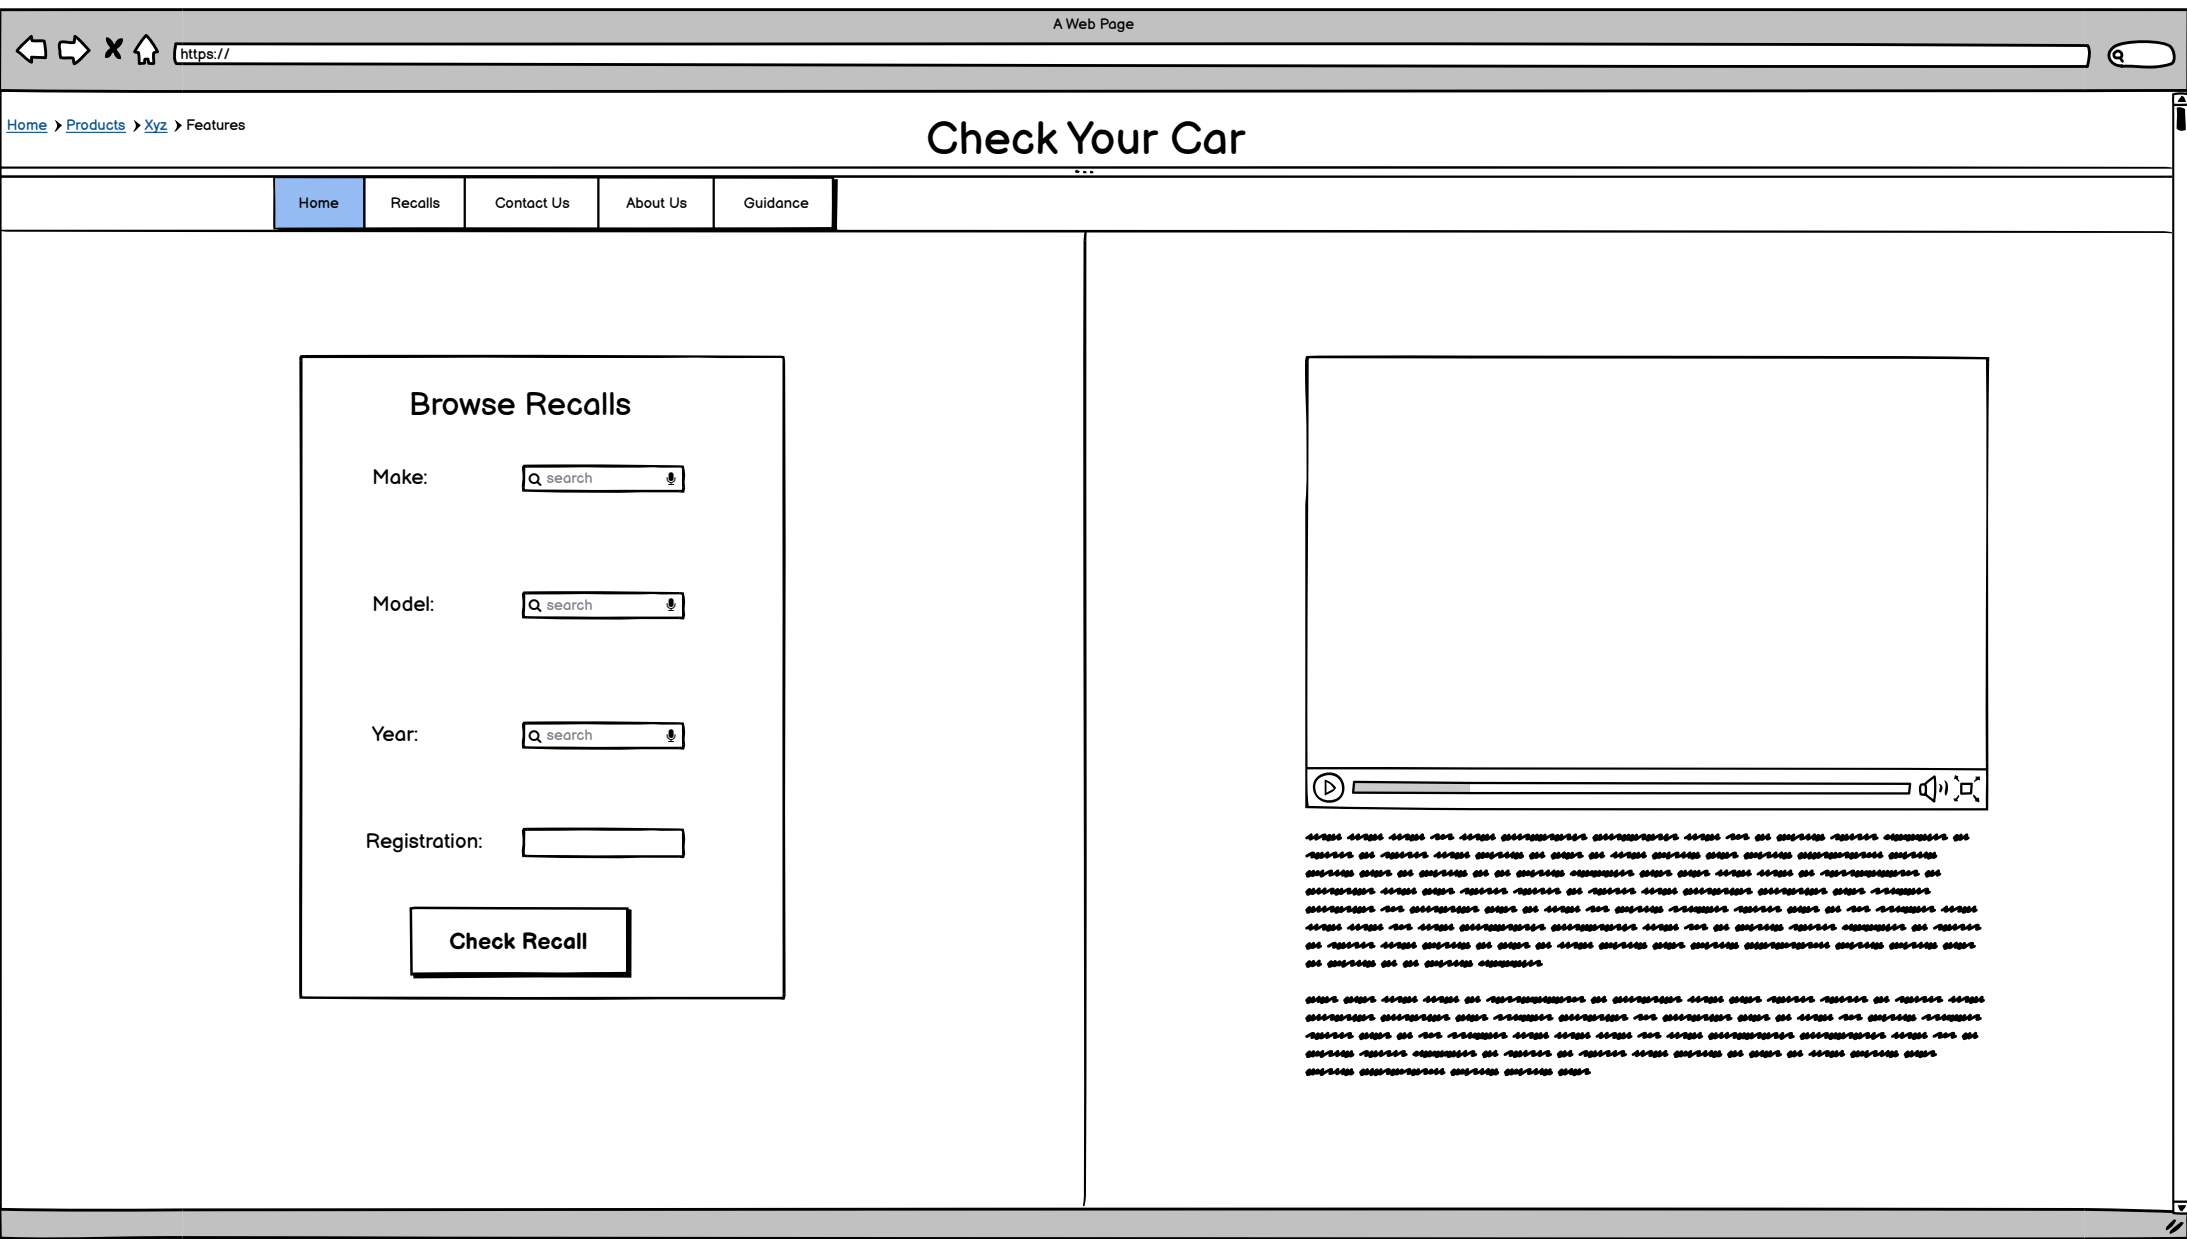 A Web Page
https://
Home Products Xyz Features
Check Your Car
Home Recalls Contact Us About Us Guidance
Browse Recalls
Make: search
Model: search
Year: search
Registration:
Check Recall